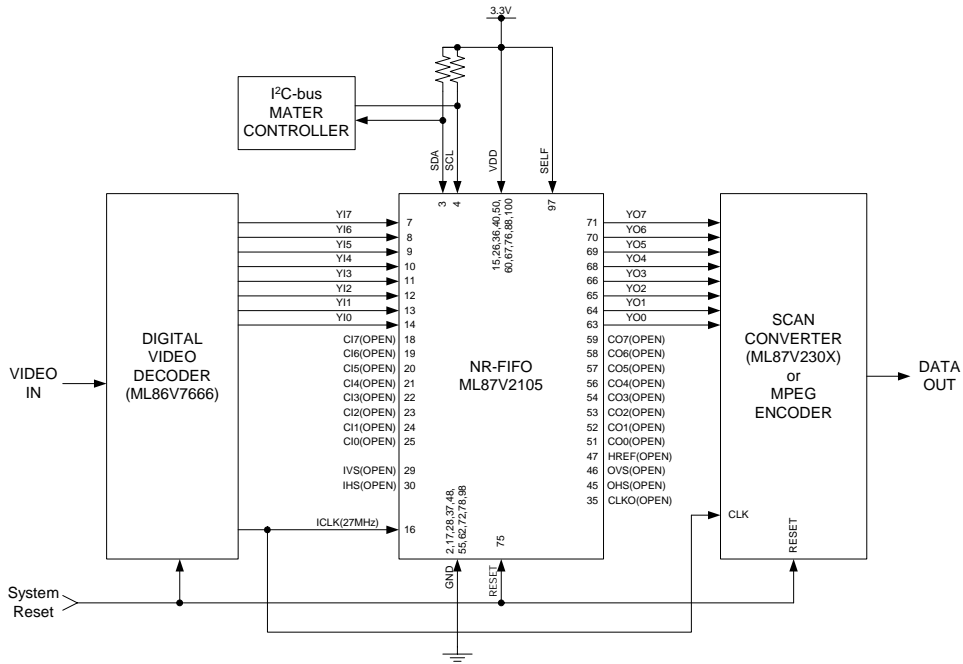 3.3V
I²C-bus
MATER
CONTROLLER
SDA
SCL
VDD
SELF
3
4
15,26,36,40,50,
60,67,76,88,100
97
YI7
YI6
YI5
YI4
YI3
YI2
YI1
YI0
7
8
9
10
11
12
13
14
CI7(OPEN) 18
CI6(OPEN) 19
CI5(OPEN) 20
CI4(OPEN) 21
CI3(OPEN) 22
CI2(OPEN) 23
CI1(OPEN) 24
CI0(OPEN) 25
IVS(OPEN) 29
IHS(OPEN) 30
ICLK(27MHz) 16
VIDEO
IN
DIGITAL
VIDEO
DECODER
(ML86V7666)
NR-FIFO
ML87V2105
71 YO7
70 YO6
69 YO5
68 YO4
66 YO3
65 YO2
64 YO1
63 YO0
59 CO7(OPEN)
58 CO6(OPEN)
57 CO5(OPEN)
56 CO4(OPEN)
54 CO3(OPEN)
53 CO2(OPEN)
52 CO1(OPEN)
51 CO0(OPEN)
47 HREF(OPEN)
46 OVS(OPEN)
45 OHS(OPEN)
35 CLKO(OPEN)
SCAN
CONVERTER
(ML87V230X)
or
MPEG
ENCODER
DATA
OUT
CLK
RESET
2,17,28,37,48,
55,62,72,78,98
75
GND
RESET
System
Reset